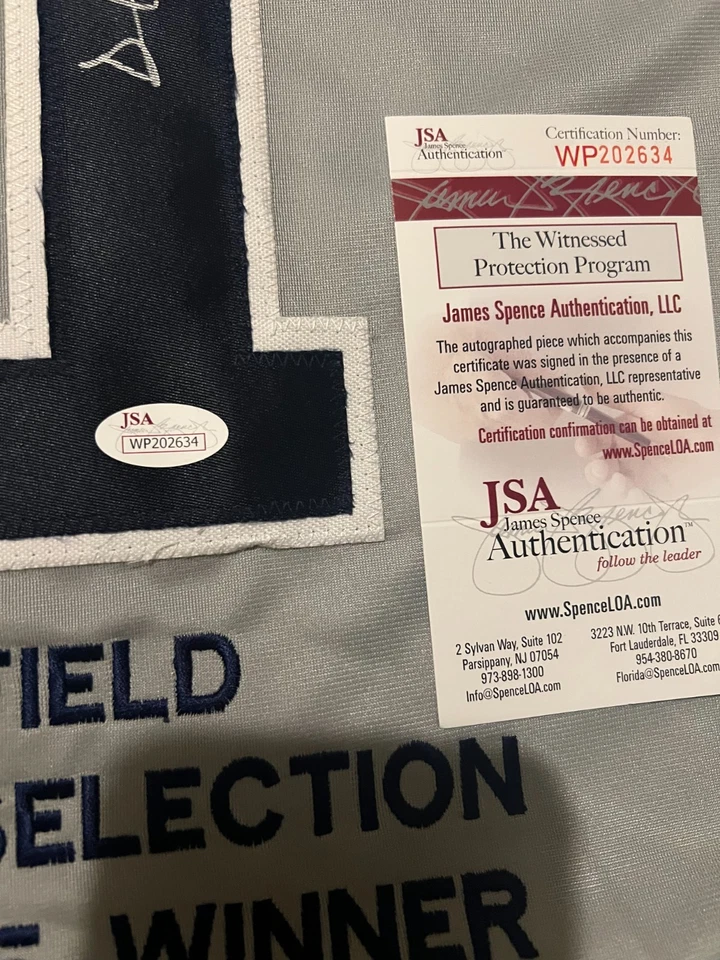 JSA
James Spence
Authentication
Certification Number:
WP202634
The Witnessed
Protection Program
James Spence Authentication, LLC
The autographed piece which accompanies this
certificate was signed in the presence of a
James Spence Authentication, LLC representative
and is guaranteed to be authentic.
Certification confirmation can be obtained at
www.SpenceLOA.com
JSA
James Spence
Authentication™
follow the leader
www.SpenceLOA.com
2 Sylvan Way, Suite 102
Parsippany, NJ 07054
973-898-1300
Info@SpenceLOA.com
3223 N.W. 10th Terrace, Suite 6
Fort Lauderdale, FL 33309
954-380-8670
Florida@SpenceLOA.com
JSA
WP202634
IELD
SELECTION
WINNER